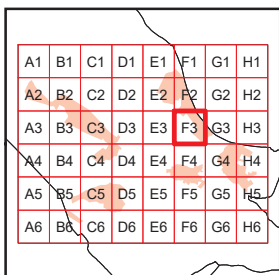 A1 B1 C1 D1 E1 F1 G1 H1
A2 B2 C2 D2 E2 F2 G2 H2
A3 B3 C3 D3 E3 F3 G3 H3
A4 B4 C4 D4 E4 F4 G4 H4
A5 B5 C5 D5 E5 F5 G5 H5
A6 B6 C6 D6 E6 F6 G6 H6